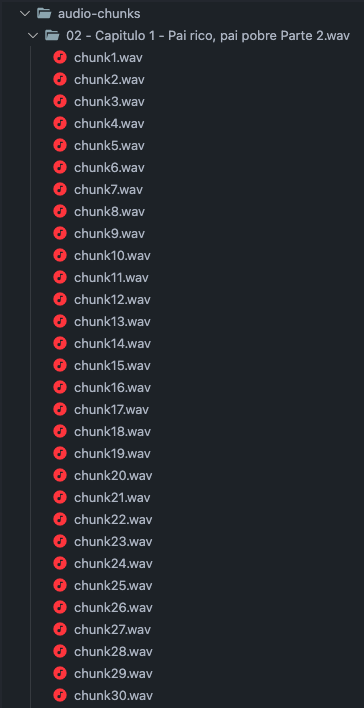 audio-chunks
02 - Capitulo 1 - Pai rico, pai pobre Parte 2.wav
chunk1.wav
chunk2.wav
chunk3.wav
chunk4.wav
chunk5.wav
chunk6.wav
chunk7.wav
chunk8.wav
chunk9.wav
chunk10.wav
chunk11.wav
chunk12.wav
chunk13.wav
chunk14.wav
chunk15.wav
chunk16.wav
chunk17.wav
chunk18.wav
chunk19.wav
chunk20.wav
chunk21.wav
chunk22.wav
chunk23.wav
chunk24.wav
chunk25.wav
chunk26.wav
chunk27.wav
chunk28.wav
chunk29.wav
chunk30.wav